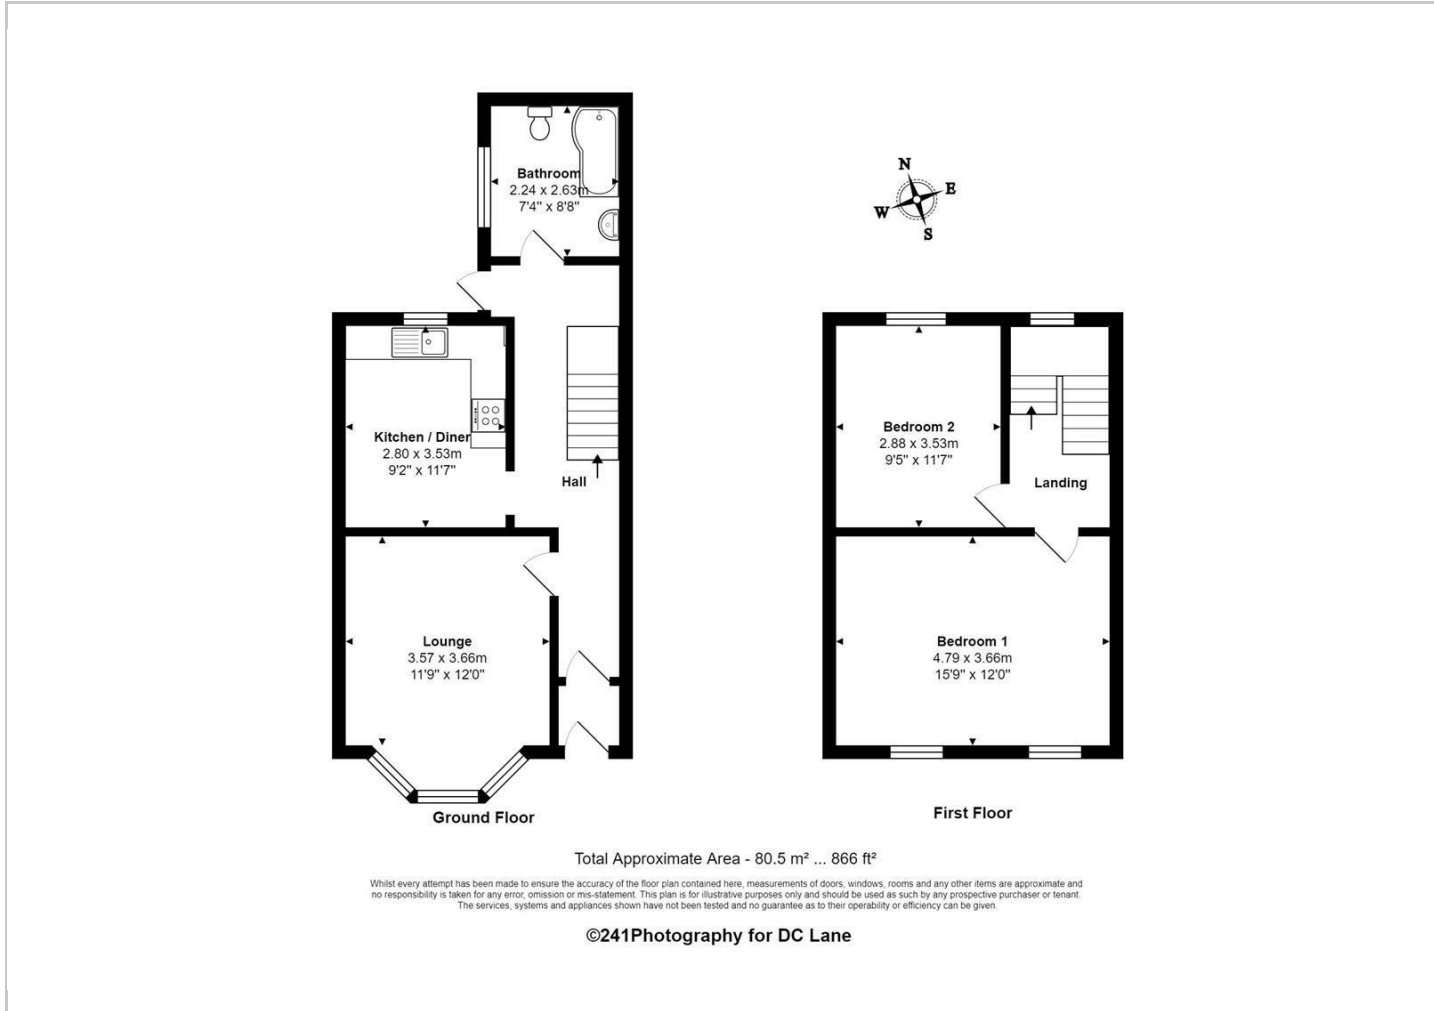 Bathroom
2.24 x 2.63m
7'4" x 8'8"
N
E
W
S
Kitchen / Diner
2.80 x 3.53m
9'2" x 11'7"
Hall
Lounge
3.57 x 3.66m
11'9" x 12'0"
Ground Floor
Bedroom 2
2.88 x 3.53m
9'5" x 11'7"
Landing
Bedroom 1
4.79 x 3.66m
15'9" x 12'0"
First Floor
Total Approximate Area - 80.5 m² ... 866 ft²
Whilst every attempt has been made to ensure the accuracy of the floor plan contained here, measurements of doors, windows, rooms and any other items are approximate and
no responsibility is taken for any error, omission or mis-statement. This plan is for illustrative purposes only and should be used as such by any prospective purchaser or tenant.
The services, systems and appliances shown have not been tested and no guarantee as to their operability or efficiency can be given.
©241Photography for DC Lane